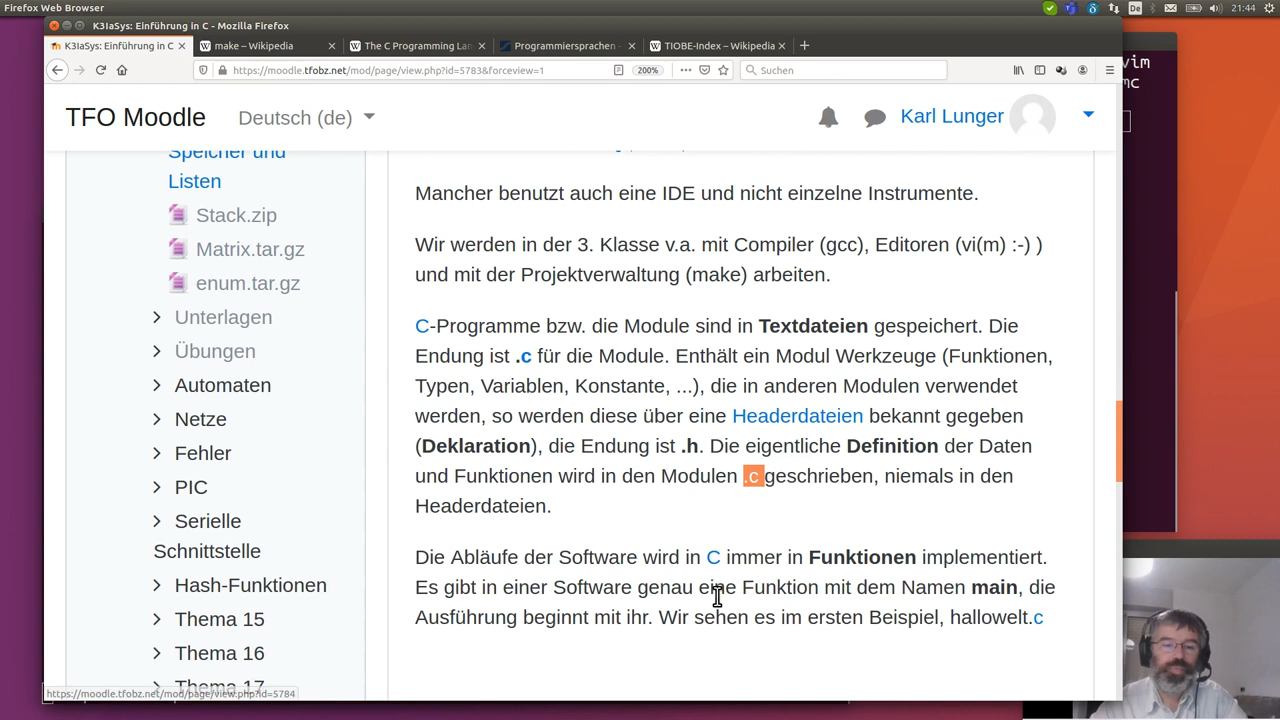 Firefox Web Browser
De
21:44
K3IaSys: Einführung in C - Mozilla Firefox
K3IaSys: Einführung in C
make – Wikipedia
The C Programming Lan
Programmiersprachen -
TIOBE-Index – Wikipedia
https://moodle.tfobz.net/mod/page/view.php?id=5783&forceview=1
200%
Suchen
vim
mc
TFO Moodle
Deutsch (de)
Karl Lunger
Speicher und
Listen
Stack.zip
Matrix.tar.gz
enum.tar.gz
Unterlagen
Übungen
Automaten
Netze
Fehler
PIC
Serielle
Schnittstelle
Hash-Funktionen
Thema 15
Thema 16
Thema 17
Mancher benutzt auch eine IDE und nicht einzelne Instrumente.
Wir werden in der 3. Klasse v.a. mit Compiler (gcc), Editoren (vi(m) :-) )
und mit der Projektverwaltung (make) arbeiten.
C-Programme bzw. die Module sind in Textdateien gespeichert. Die
Endung ist .c für die Module. Enthält ein Modul Werkzeuge (Funktionen,
Typen, Variablen, Konstante, ...), die in anderen Modulen verwendet
werden, so werden diese über eine Headerdateien bekannt gegeben
(Deklaration), die Endung ist .h. Die eigentliche Definition der Daten
und Funktionen wird in den Modulen .c geschrieben, niemals in den
Headerdateien.
Die Abläufe der Software wird in C immer in Funktionen implementiert.
Es gibt in einer Software genau eine Funktion mit dem Namen main, die
Ausführung beginnt mit ihr. Wir sehen es im ersten Beispiel, hallowelt.c
https://moodle.tfobz.net/mod/page/view.php?id=5784